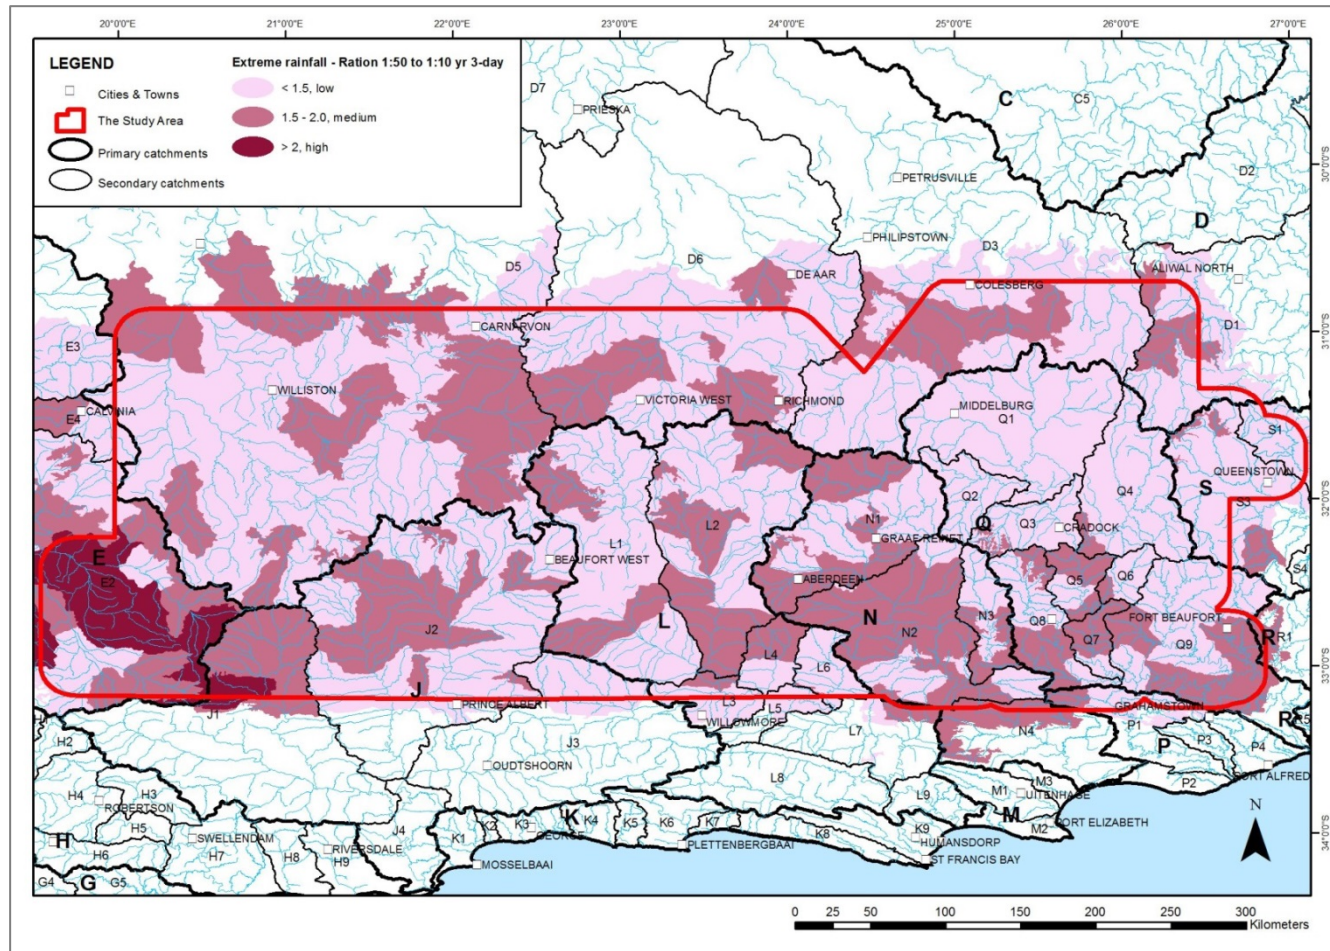 20°0'0"E 21°0'0"E 22°0'0"E 23°0'0"E 24°0'0"E 25°0'0"E 26°0'0"E 27°0'0"E
LEGEND
Cities & Towns
The Study Area
Primary catchments
Secondary catchments
Extreme rainfall - Ration 1:50 to 1:10 yr 3-day
< 1.5, low
1.5 - 2.0, medium
> 2, high
D7
PRIESKA
C
C5
30°0'0"S
PETRUSVILLE
D2
D
PHILIPSTOWN
D3
D5
D6
DE AAR
ALIWAL NORTH
COLESBERG
CARNARVON
D1
31°0'0"S
E3
WILLISTON
VICTORIA WEST
RICHMOND
MIDDELBURG
Q1
CALVINIA
E4
S1
QUEENSTOWN
S
S3
32°0'0"S
Q2
Q4
L2
N1
Q
Q3
CRADOCK
GRAAF REINET
L1
E
E2
BEAUFORT WEST
ABERDEEN
Q5
Q6
S4
J2
L
N
N2
N3
Q8
Q7
FORT BEAUFORT
Q9
R
R1
L4
L6
33°0'0"S
J
J1
PRINCE ALBERT
L3
L5
WILLOWMORE
GRAHAMSTOWN
P1
R
H2
J3
L7
N4
P
P3
P4
OUDTSHOORN
L8
PORT ALFRED
P2
H4
H3
ROBERTSON
M3
M1
UITENHAGE
L9
M
H5
SWELLENDAM
J4
K1
K2
K3
K
K4
K5
K6
K7
K8
K9
M2
PORT ELIZABETH
GEORGE
N
H
H6
H7
H8
RIVERSDALE
H9
PLETTENBERGBAAI
HUMANSDORP
34°0'0"S
MOSSELBAAI
ST FRANCIS BAY
G4
G
G5
0 25 50 100 150 200 250 300
Kilometers